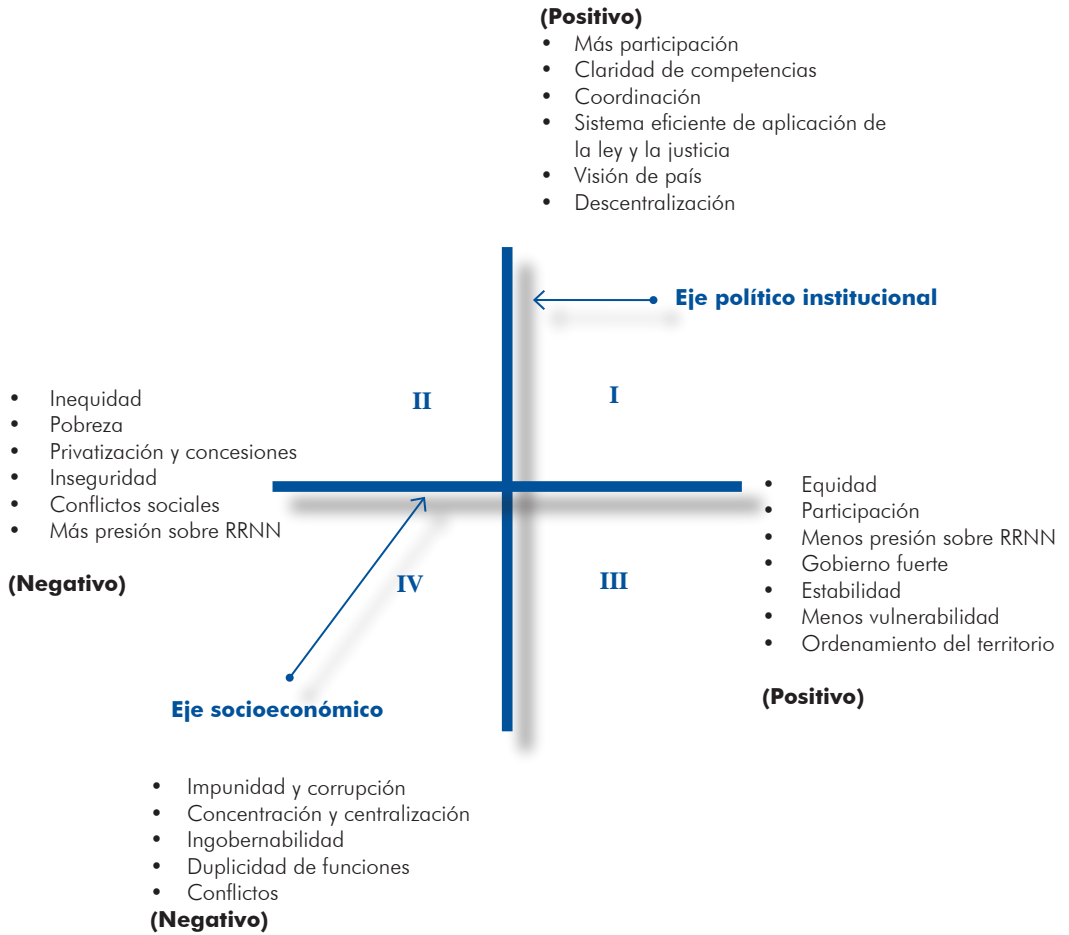 (Positivo)
• Más participación
• Claridad de competencias
• Coordinación
• Sistema eficiente de aplicación de
la ley y la justicia
• Visión de país
• Descentralización
Eje político institucional
• Inequidad
• Pobreza
• Privatización y concesiones
• Inseguridad
• Conflictos sociales
• Más presión sobre RRNN
(Negativo)
II
I
IV
III
• Equidad
• Participación
• Menos presión sobre RRNN
• Gobierno fuerte
• Estabilidad
• Menos vulnerabilidad
• Ordenamiento del territorio
(Positivo)
Eje socioeconómico
• Impunidad y corrupción
• Concentración y centralización
• Ingobernabilidad
• Duplicidad de funciones
• Conflictos
(Negativo)